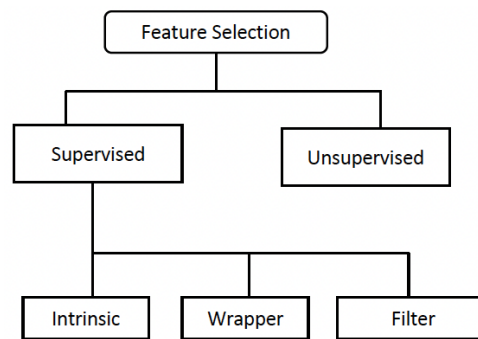 Feature Selection
Supervised
Unsupervised
Intrinsic
Wrapper
Filter